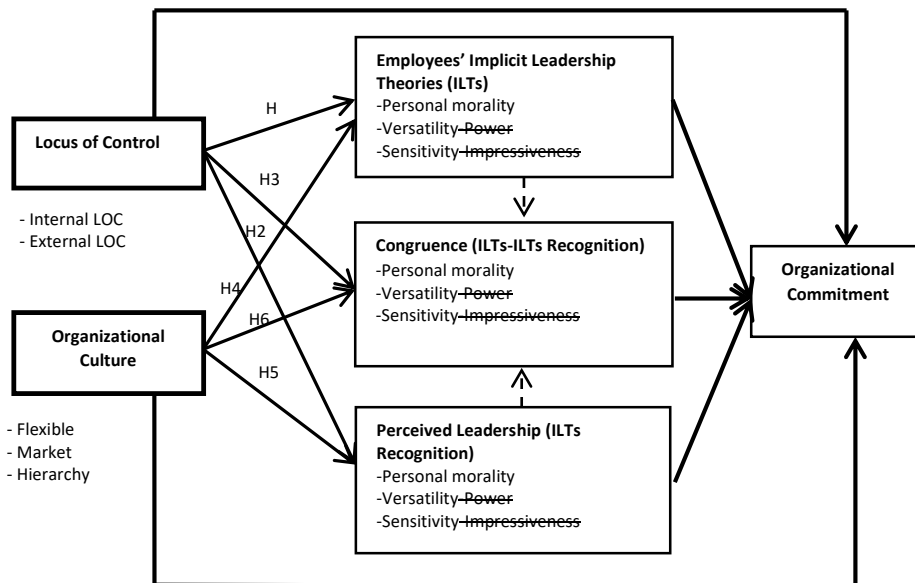 Employees' Implicit Leadership
Theories (ILTs)
-Personal morality
-Versatility-Power
-Sensitivity-Impressiveness
H
Locus of Control
H3
- Internal LOC
- External LOC
H2
Congruence (ILTs-ILTs Recognition)
-Personal morality
-Versatility-Power
-Sensitivity-Impressiveness
Organizational
Commitment
H4
H6
Organizational
Culture
H5
- Flexible
- Market
- Hierarchy
Perceived Leadership (ILTs
Recognition)
-Personal morality
-Versatility-Power
-Sensitivity-Impressiveness